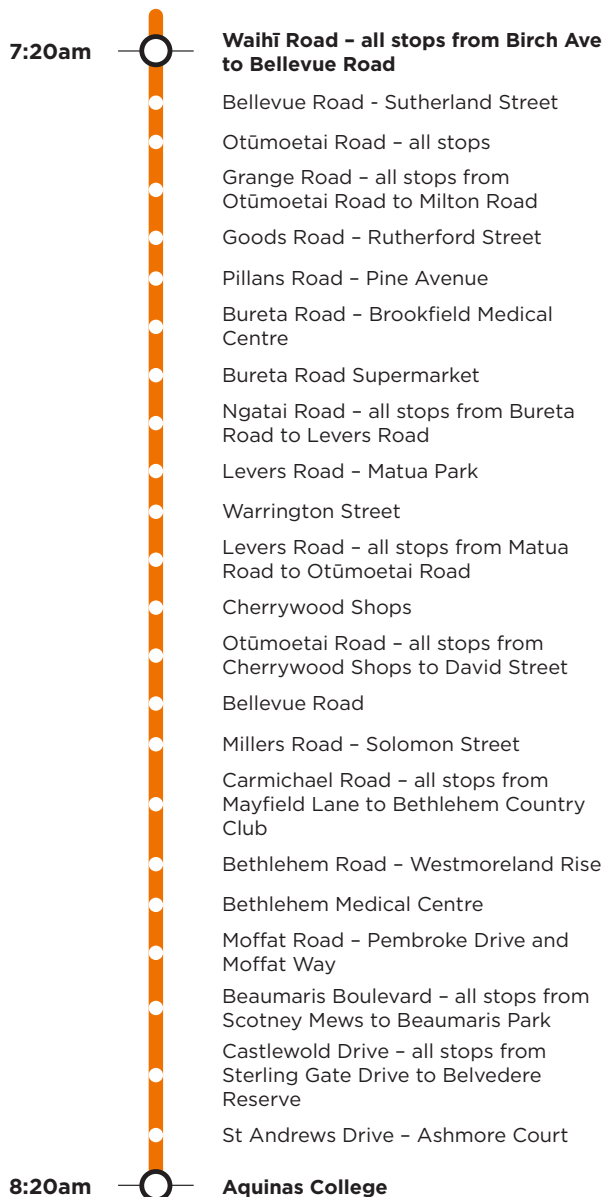 7:20am
Waihī Road – all stops from Birch Ave
to Bellevue Road
Bellevue Road - Sutherland Street
Otūmoetai Road – all stops
Grange Road – all stops from
Otūmoetai Road to Milton Road
Goods Road – Rutherford Street
Pillans Road – Pine Avenue
Bureta Road – Brookfield Medical
Centre
Bureta Road Supermarket
Ngatai Road – all stops from Bureta
Road to Levers Road
Levers Road – Matua Park
Warrington Street
Levers Road – all stops from Matua
Road to Otūmoetai Road
Cherrywood Shops
Otūmoetai Road – all stops from
Cherrywood Shops to David Street
Bellevue Road
Millers Road – Solomon Street
Carmichael Road – all stops from
Mayfield Lane to Bethlehem Country
Club
Bethlehem Road – Westmoreland Rise
Bethlehem Medical Centre
Moffat Road – Pembroke Drive and
Moffat Way
Beaumaris Boulevard – all stops from
Scotney Mews to Beaumaris Park
Castlewold Drive – all stops from
Sterling Gate Drive to Belvedere
Reserve
St Andrews Drive – Ashmore Court
8:20am
Aquinas College